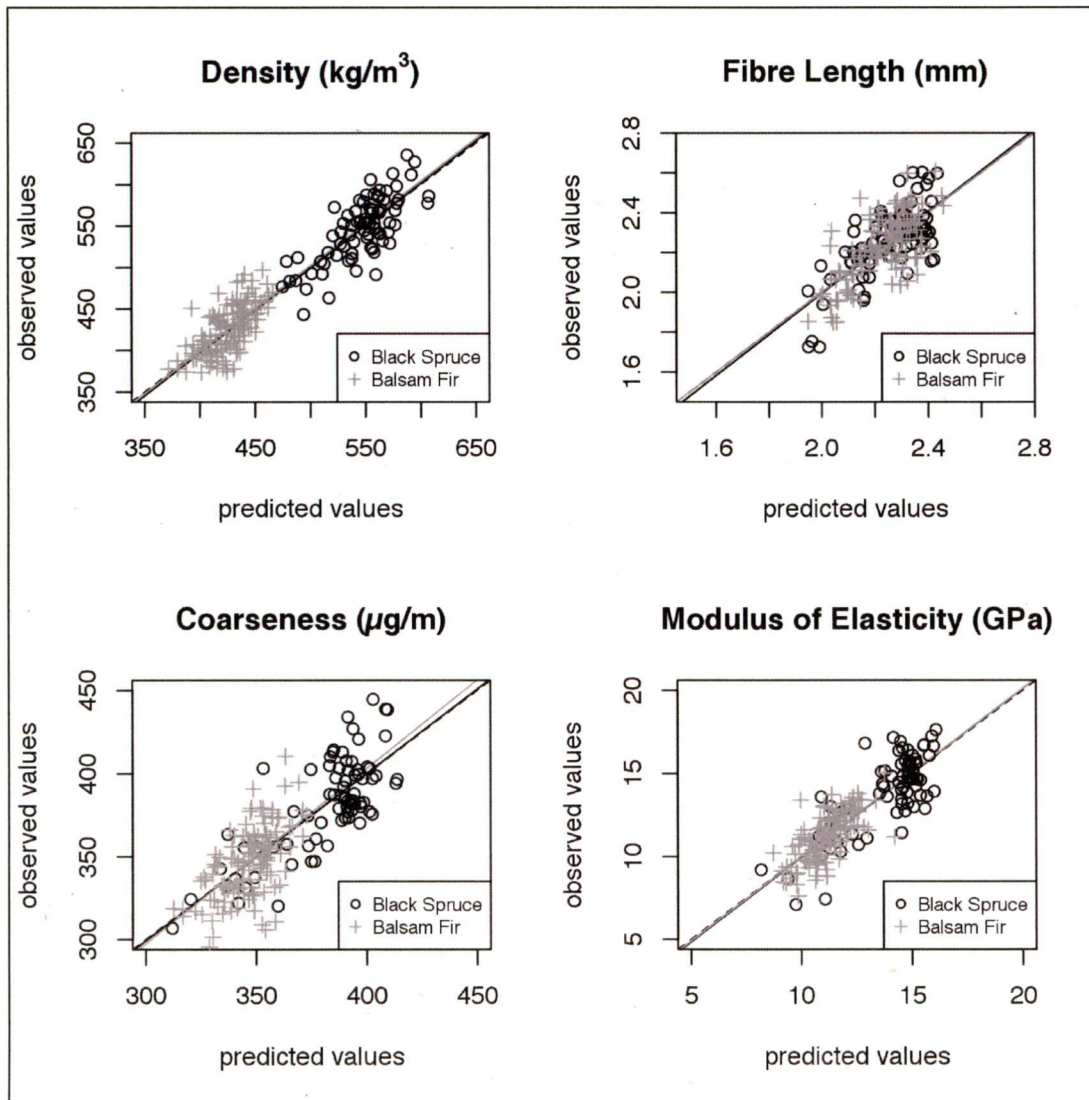 Density (kg/m³)
observed values
650
550
450
350
Black Spruce
Balsam Fir
350 450 550 650
predicted values
Fibre Length (mm)
observed values
2.8
2.4
2.0
1.6
Black Spruce
Balsam Fir
1.6 2.0 2.4 2.8
predicted values
Coarseness (µg/m)
observed values
450
400
350
300
Black Spruce
Balsam Fir
300 350 400 450
predicted values
Modulus of Elasticity (GPa)
observed values
20
15
10
5
Black Spruce
Balsam Fir
5 10 15 20
predicted values